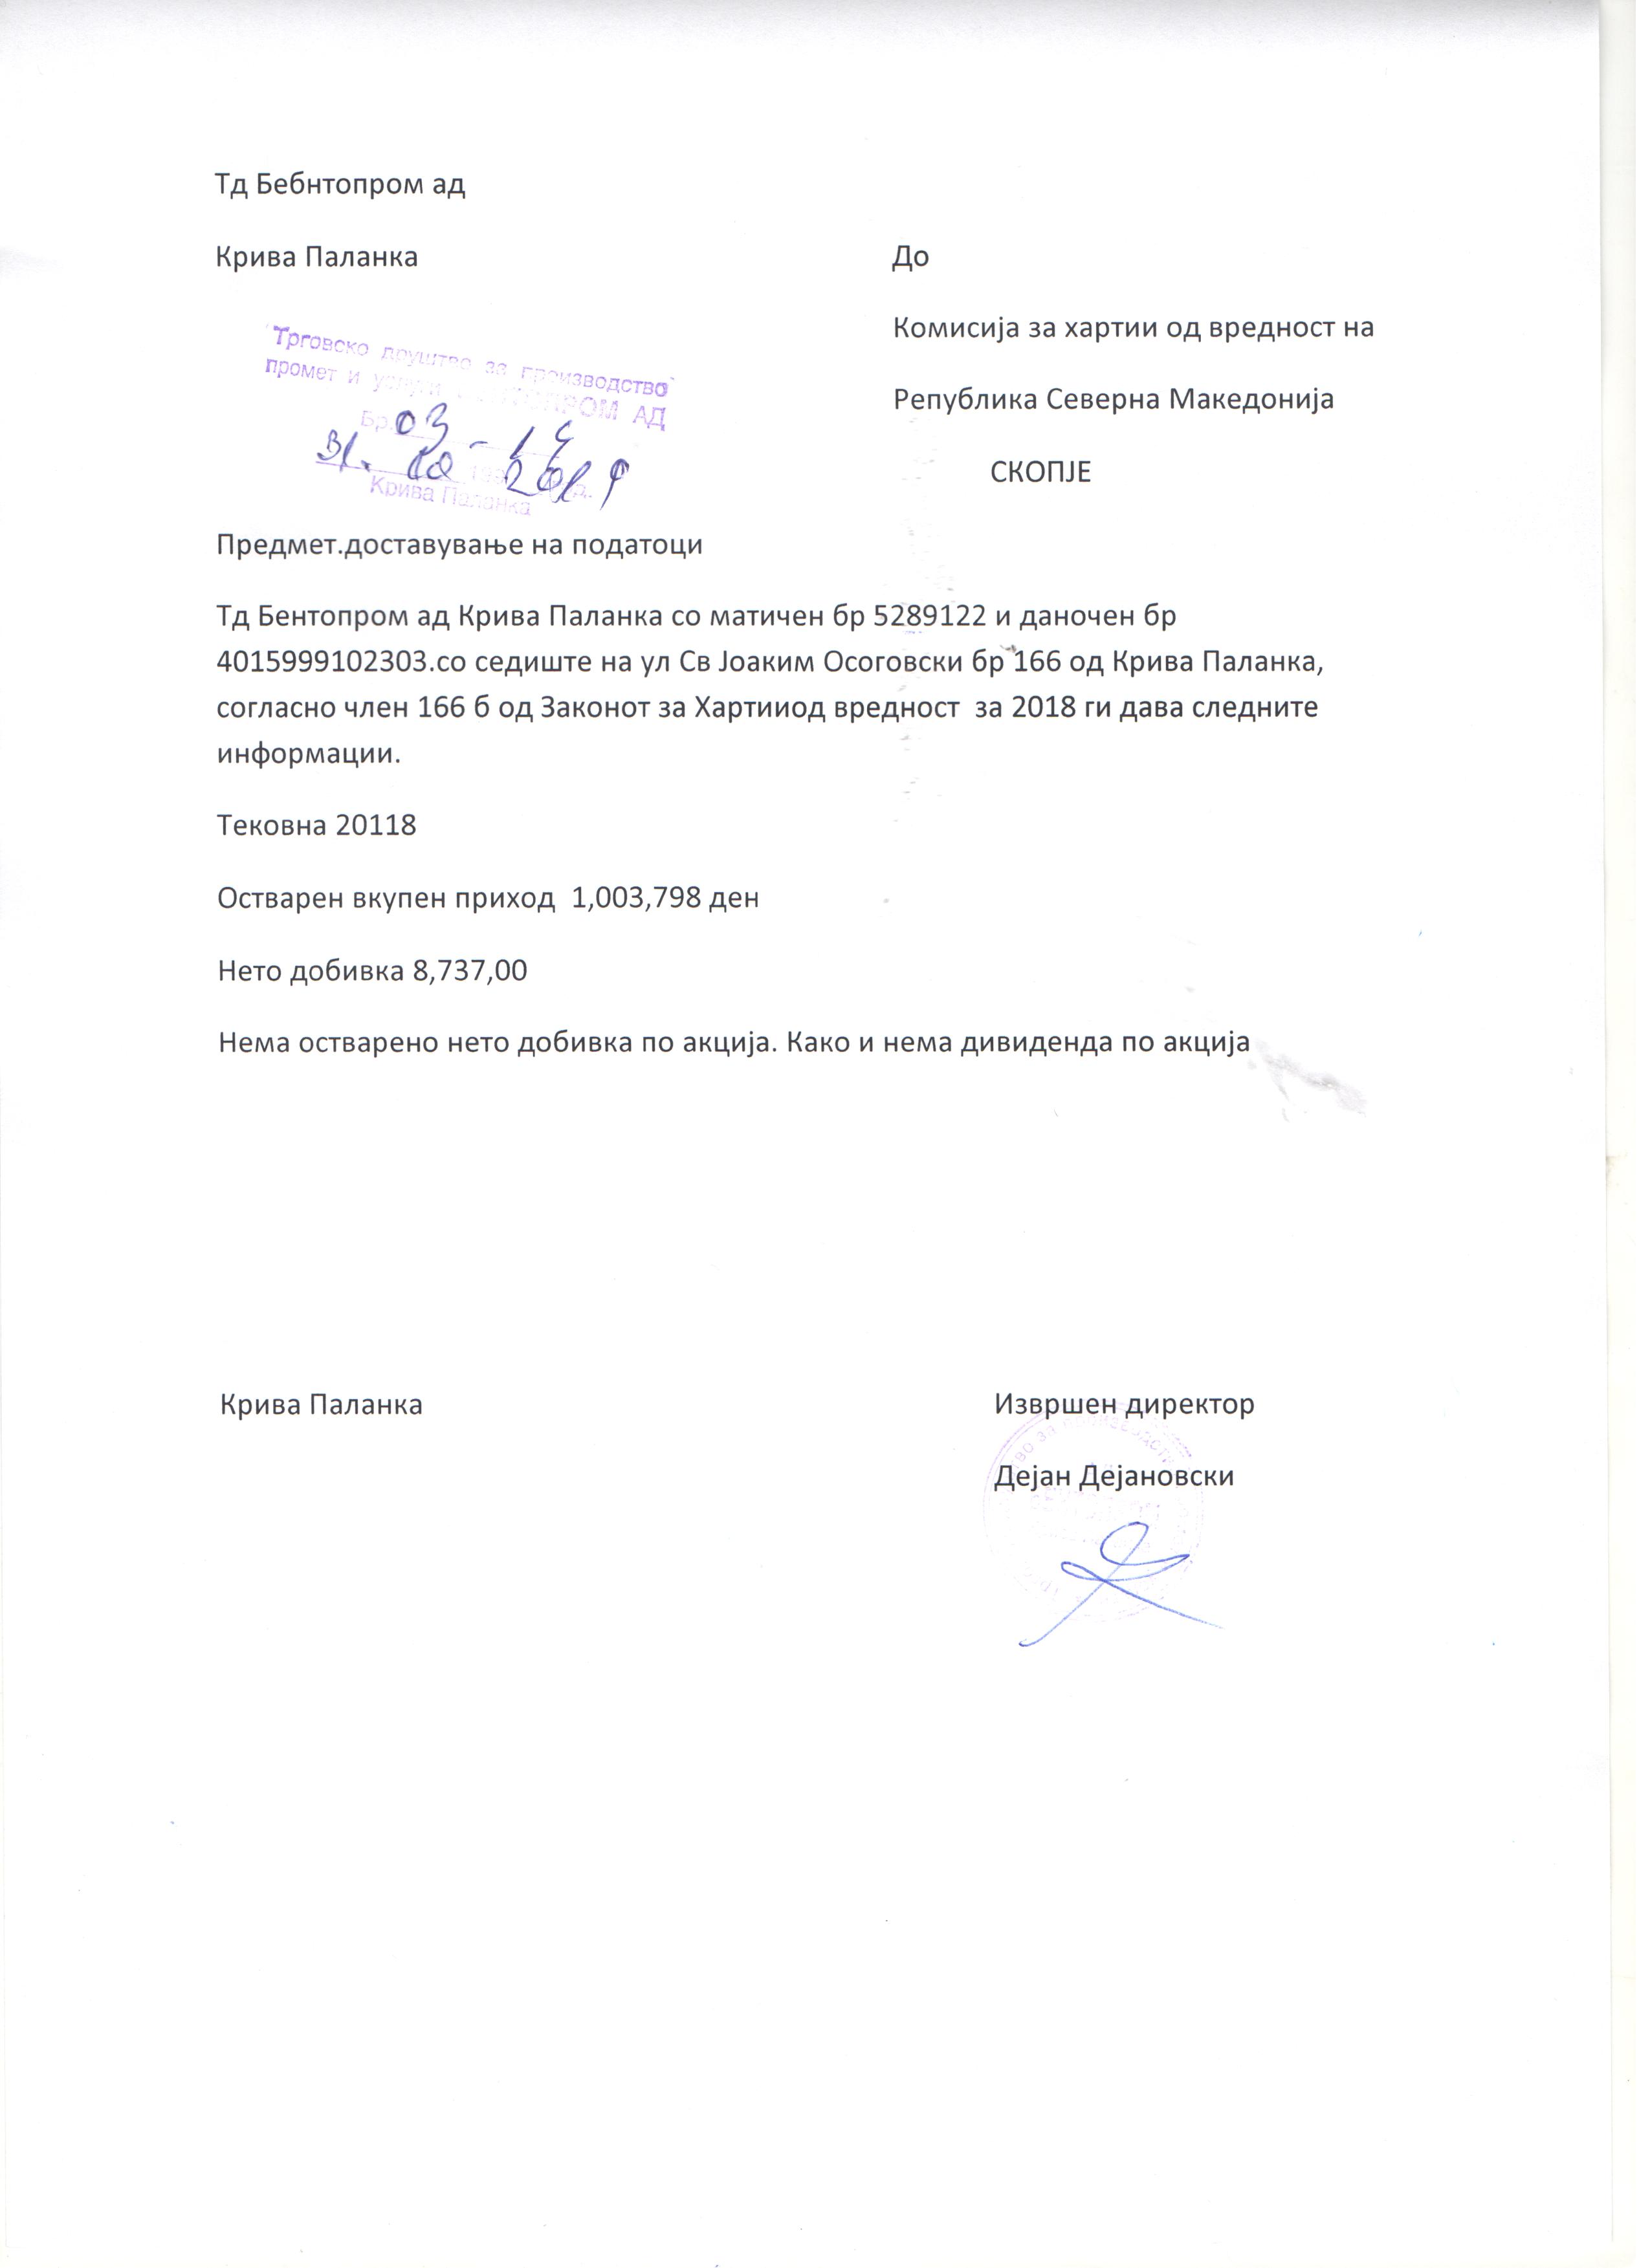 Тд Бебнтопром ад
Крива Паланка
До
Комисија за хартии од вредност на
Република Северна Македонија
СКОПЈЕ
Трговско друштво за производство
промет и услуги АД
Бр. 03 - 14
31. 2019
Крива Паланка
Предмет.доставување на податоци
Тд Бентопром ад Крива Паланка со матичен бр 5289122 и даночен бр
4015999102303.со седиште на ул Св Јоаким Осоговски бр 166 од Крива Паланка,
согласно член 166 б од Законот за Хартииод вредност за 2018 ги дава следните
информации.
Тековна 20118
Остварен вкупен приход 1,003,798 ден
Нето добивка 8,737,00
Нема остварено нето добивка по акција. Како и нема дивиденда по акција
Крива Паланка
Извршен директор
Дејан Дејановски